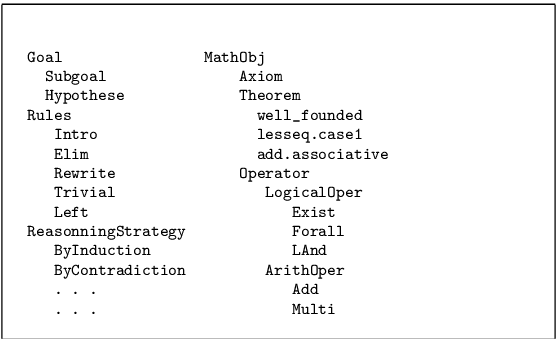 Goal MathObj
Subgoal Axiom
Hypothese Theorem
Rules well_founded
Intro lesseq.case1
Elim add.associative
Rewrite Operator
Trivial LogicalOper
Left Exist
ReasonningStrategy Forall
ByInduction LAnd
ByContradiction ArithOper
. . . Add
. . . Multi